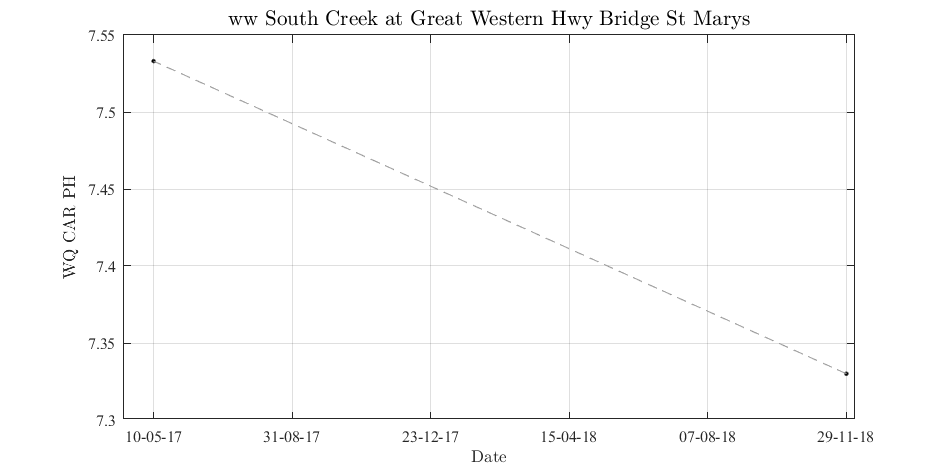 ww South Creek at Great Western Hwy Bridge St Marys
7.55
7.5
7.45
7.4
7.35
7.3
WQ CAR PH
10-05-17 31-08-17 23-12-17 15-04-18 07-08-18 29-11-18
Date